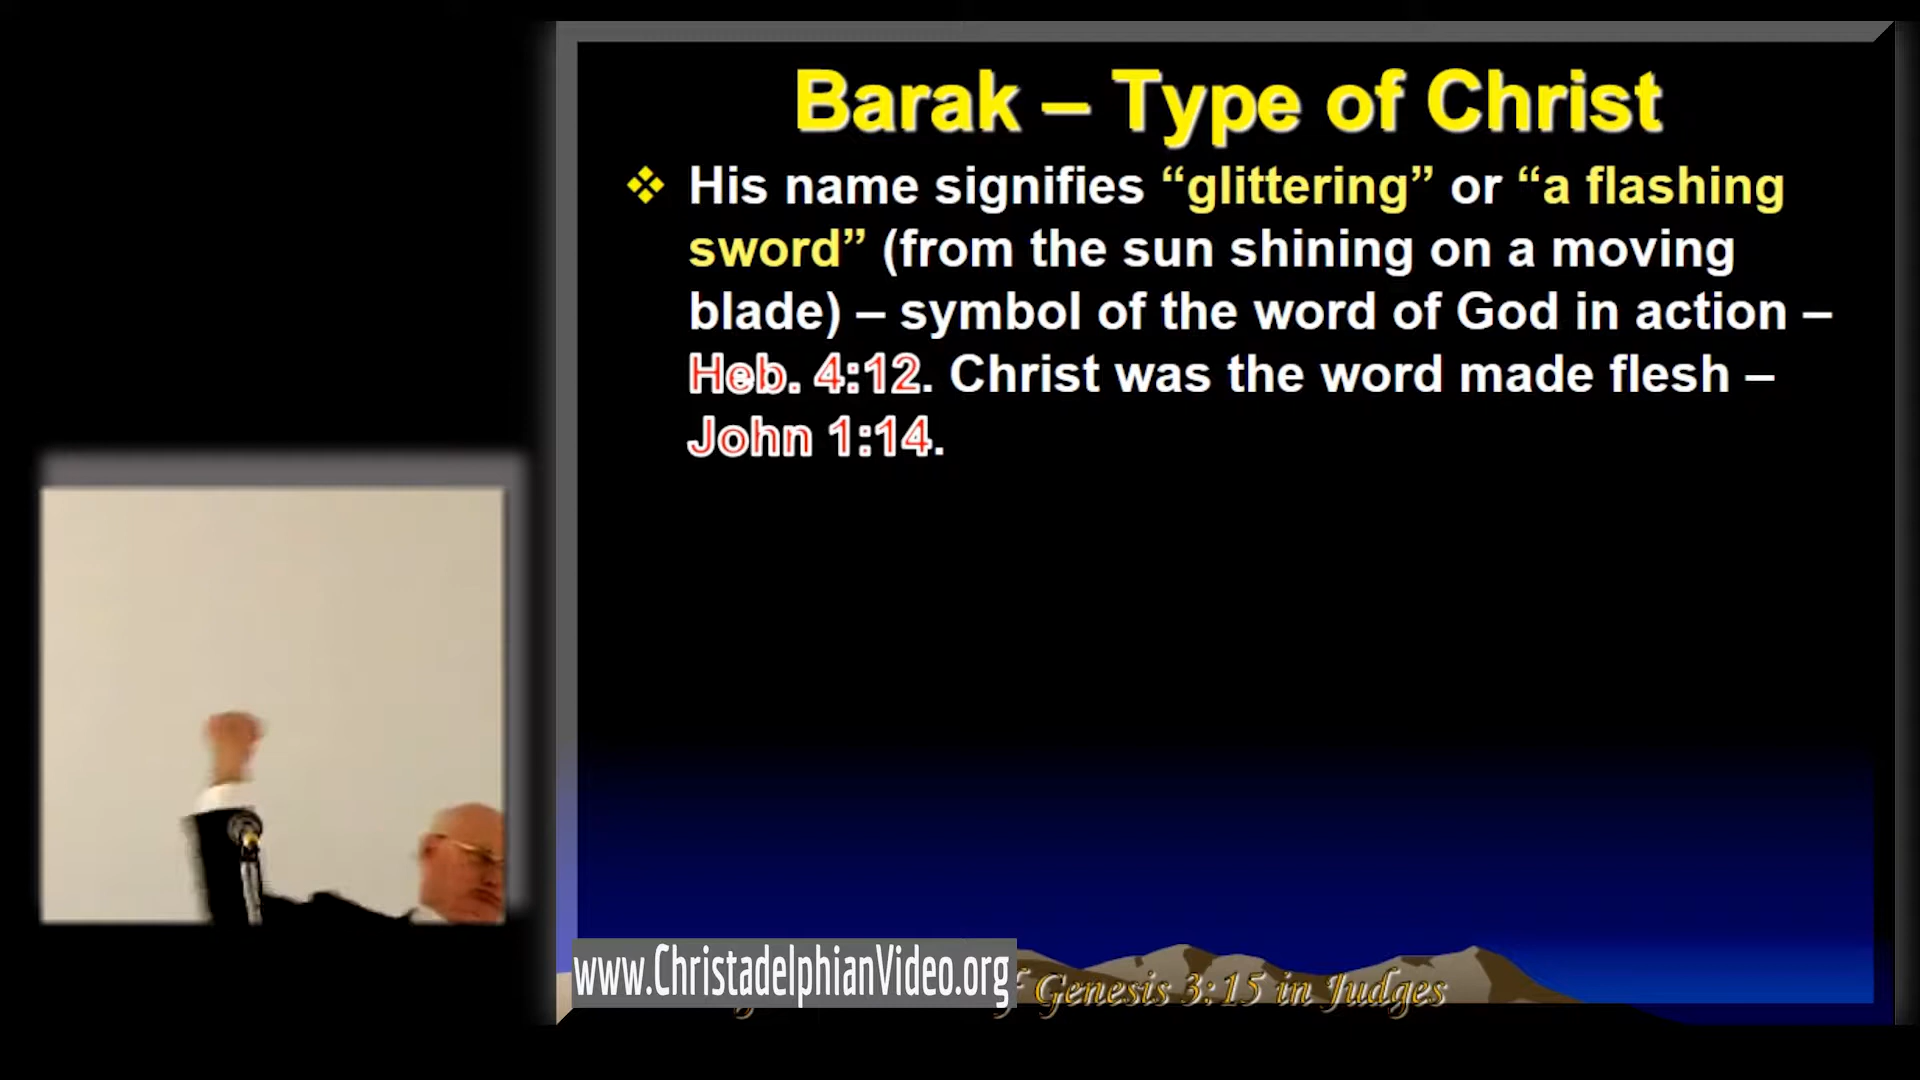 Barak – Type of Christ
❖ His name signifies “glittering” or “a flashing
sword” (from the sun shining on a moving
blade) – symbol of the word of God in action –
Heb. 4:12. Christ was the word made flesh –
John 1:14.
www.ChristadelphianVideo.org
Genesis 3:15 in Judges